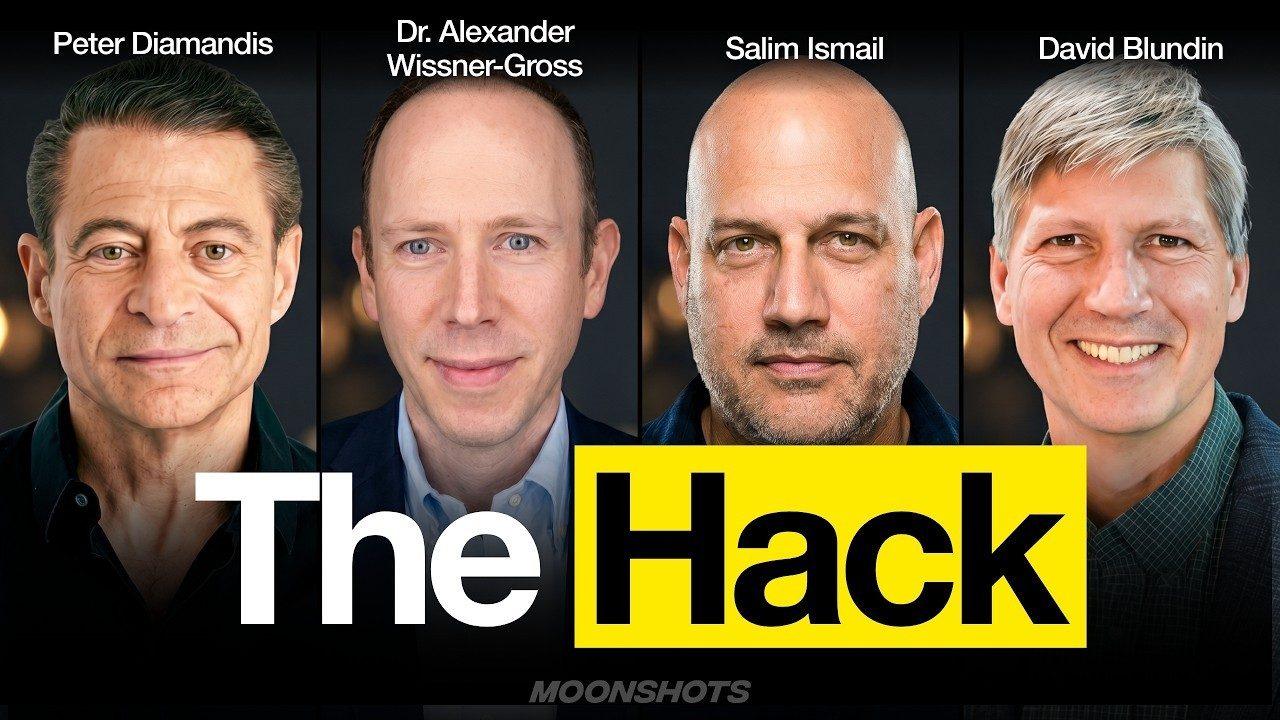 Peter Diamandis
Dr. Alexander
Wissner-Gross
Salim Ismail
David Blundin
The Hack
MOONSHOTS